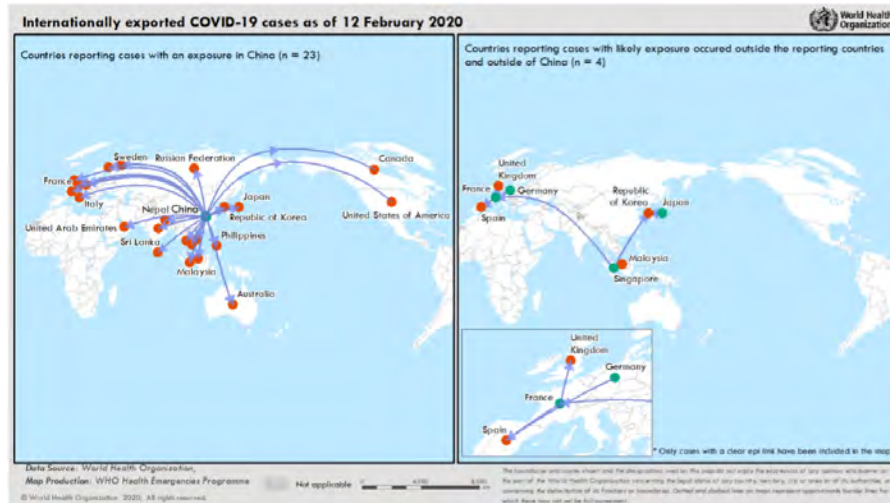 Internationally exported COVID-19 cases as of 12 February 2020
World Health
Organization
Countries reporting cases with an exposure in China (n = 23)
Sweden
Russian Federation
Canada
France
Italy
Japan
Nepal China
Republic of Korea
United States of America
United Arab Emirates
Philippines
Sri Lanka
Malaysia
Australia
Countries reporting cases with likely exposure occured outside the reporting countries
and outside of China (n = 4)
United
Kingdom
France
Germany
Republic
of Korea
Japan
Spain
Malaysia
Singapore
United
Kingdom
Germany
France
Spain
* Only cases with a clear epi link have been included in the map
Data Source: World Health Organization,
Map Production: WHO Health Emergencies Programme
Not applicable
© World Health Organization 2020, All rights reserved.